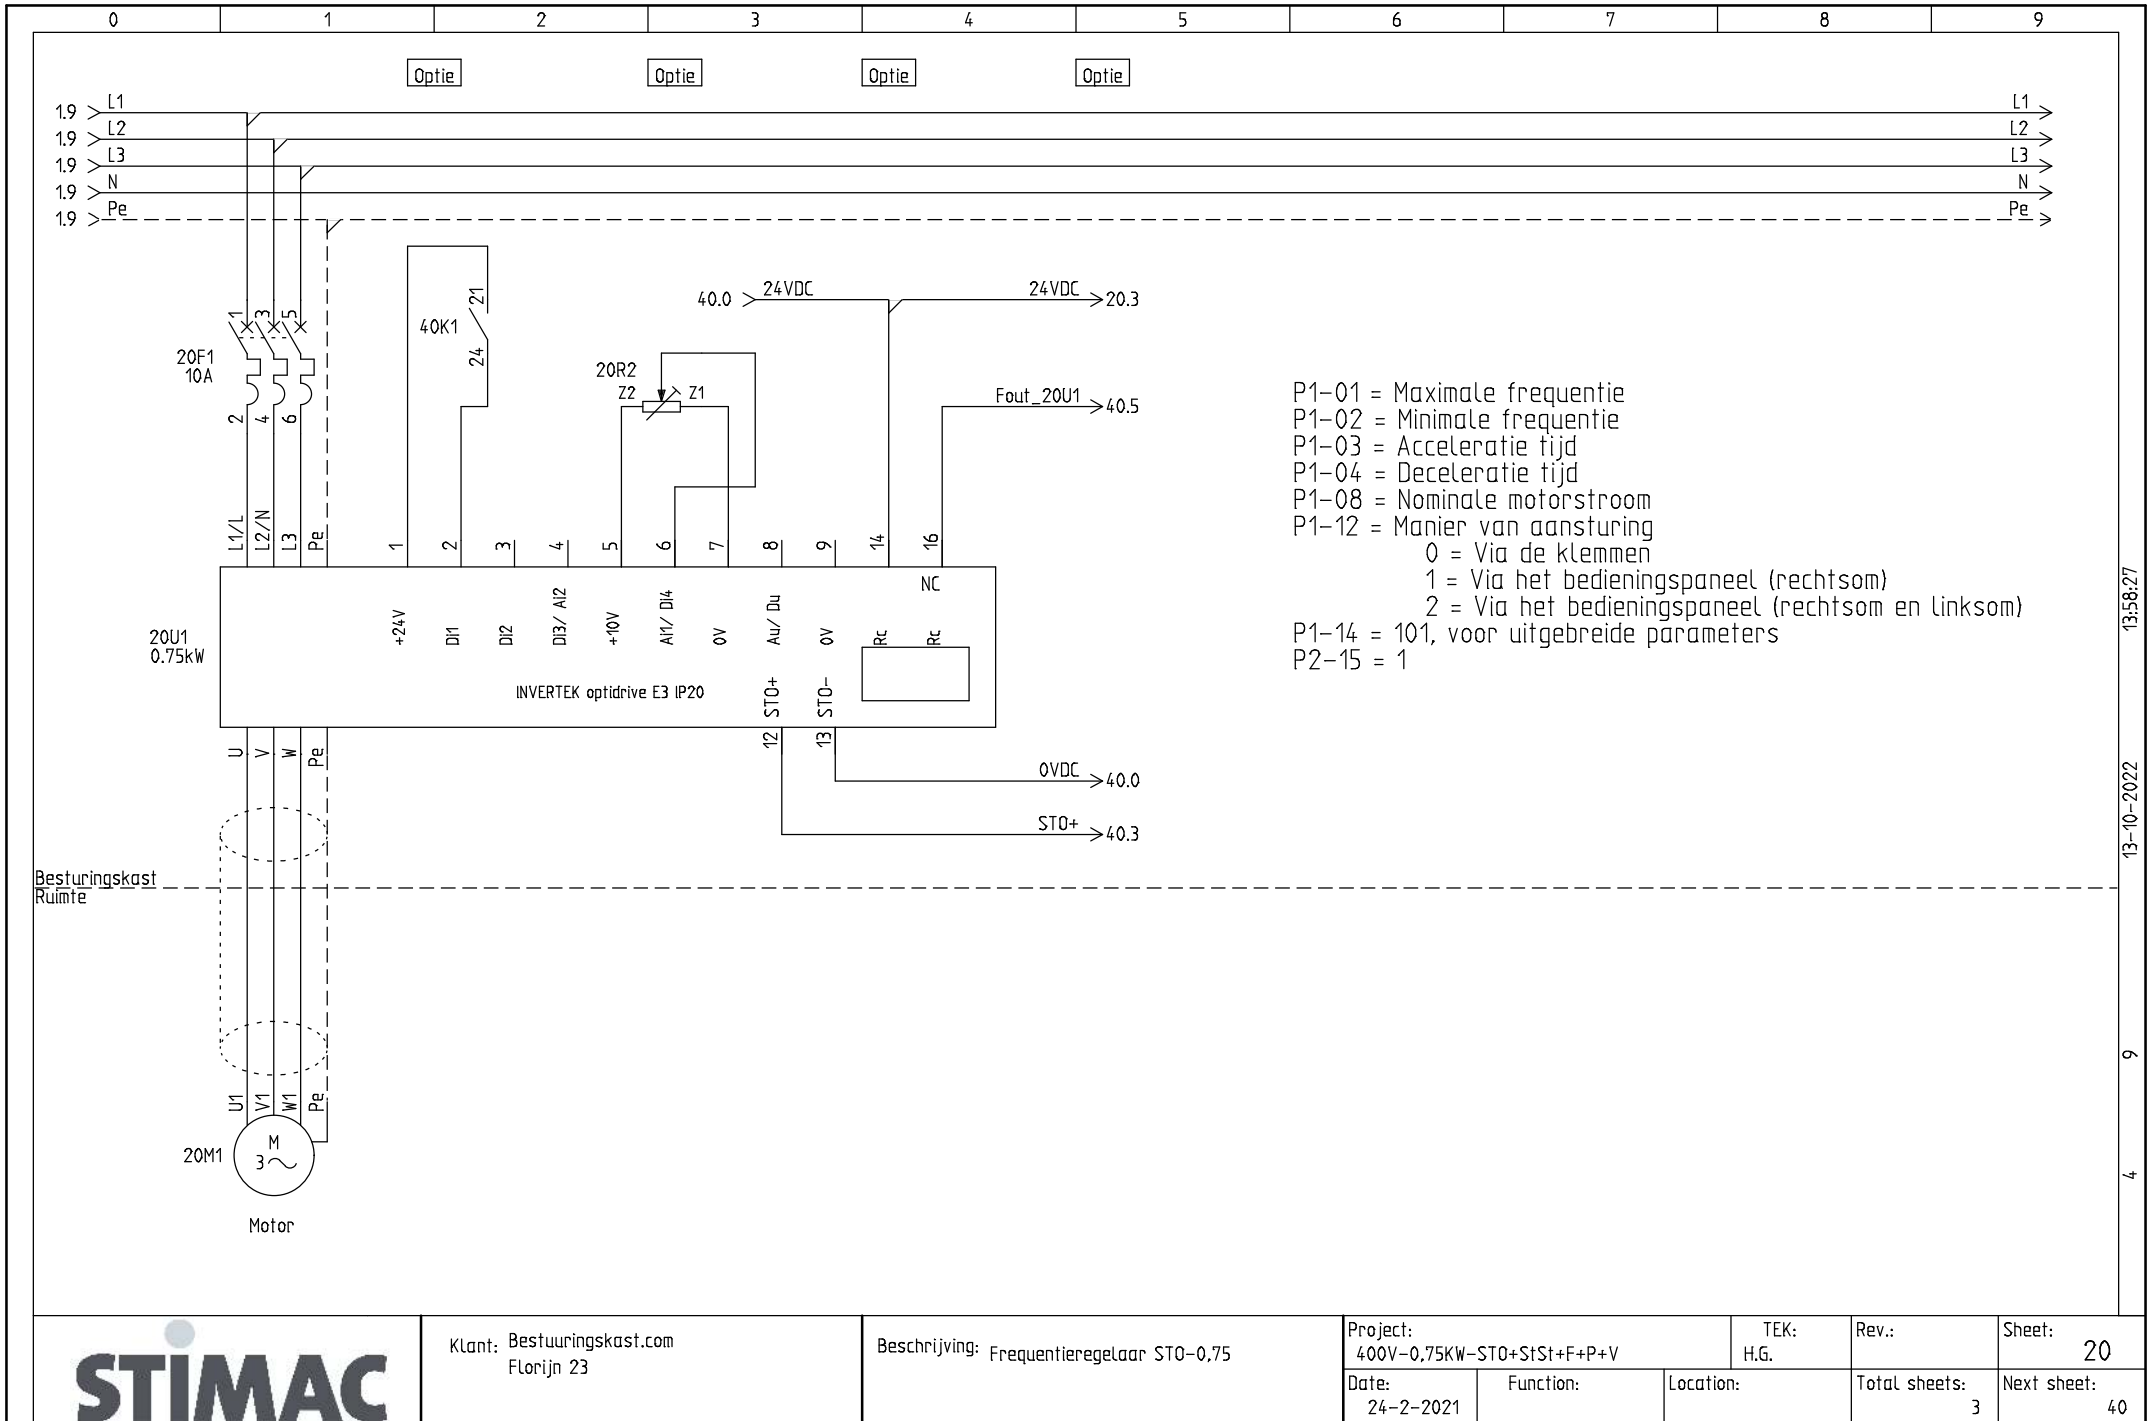 0 1 2 3 4 5 6 7 8 9
Optie Optie Optie Optie
1.9 L1 L1
1.9 L2 L2
1.9 L3 L3
1.9 N N
1.9 Pe Pe
40.0 24VDC 24VDC 20.3
1 3 5
21
40K1
24
20F1
10A
2 4 6
20R2
Z2 Z1
Fout_20U1 40.5
P1-01 = Maximale frequentie
P1-02 = Minimale frequentie
P1-03 = Acceleratie tijd
P1-04 = Deceleratie tijd
P1-08 = Nominale motorstroom
P1-12 = Manier van aansturing
0 = Via de klemmen
1 = Via het bedieningspaneel (rechtsom)
2 = Via het bedieningspaneel (rechtsom en linksom)
P1-14 = 101, voor uitgebreide parameters
P2-15 = 1
L1/L L2/N L3 Pe 1 2 3 4 5 6 7 8 9 14 16
NC
+24V DI1 DI2 DI3/ Ai2 +10V Ai1/ DI4 0V Au/ Du 0V Rc Rc
20U1
0.75kW
INVERTEK optidrive E3 IP20
STO+ STO-
12 13
U V W Pe
0VDC 40.0
STO+ 40.3
Besturingskast
Ruimte
U1 V1 W1 Pe
20M1
M
3
Motor
13:58:27
13-10-2022
9
4
STIMAC
Klant: Bestuuringskast.com
Florijn 23
Beschrijving: Frequentieregelaar STO-0,75
Project:
400V-0,75KW-STO+StSt+F+P+V
TEK:
H.G.
Rev.:
Sheet:
20
Date:
24-2-2021
Function:
Location:
Total sheets:
3
Next sheet:
40